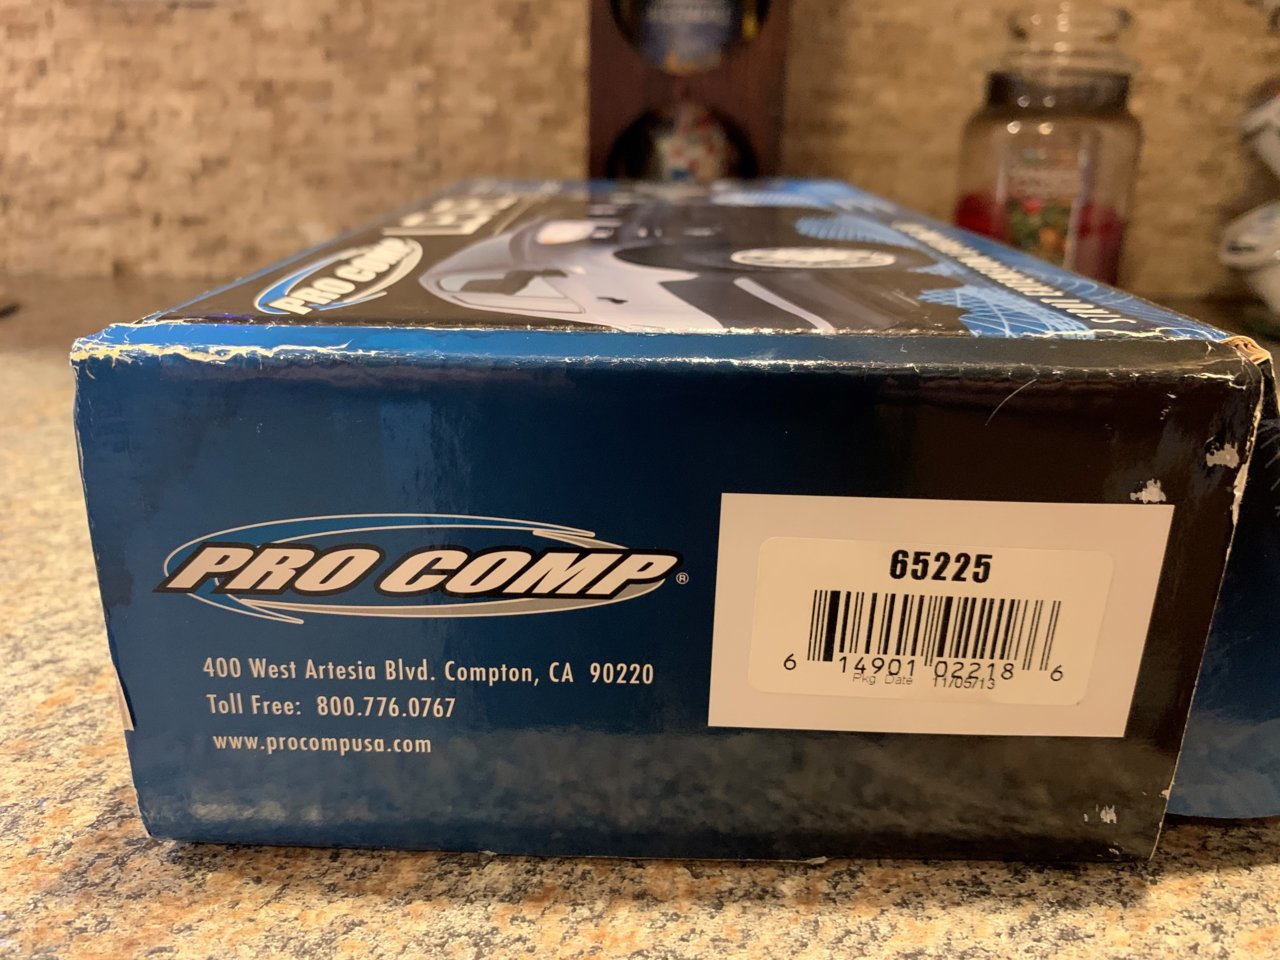 PRO COMP
PRO COMP®
400 West Artesia Blvd. Compton, CA 90220
Toll Free: 800.776.0767
www.procompusa.com
65225
6 14901 02218 6
Pkg Date 11/05/13